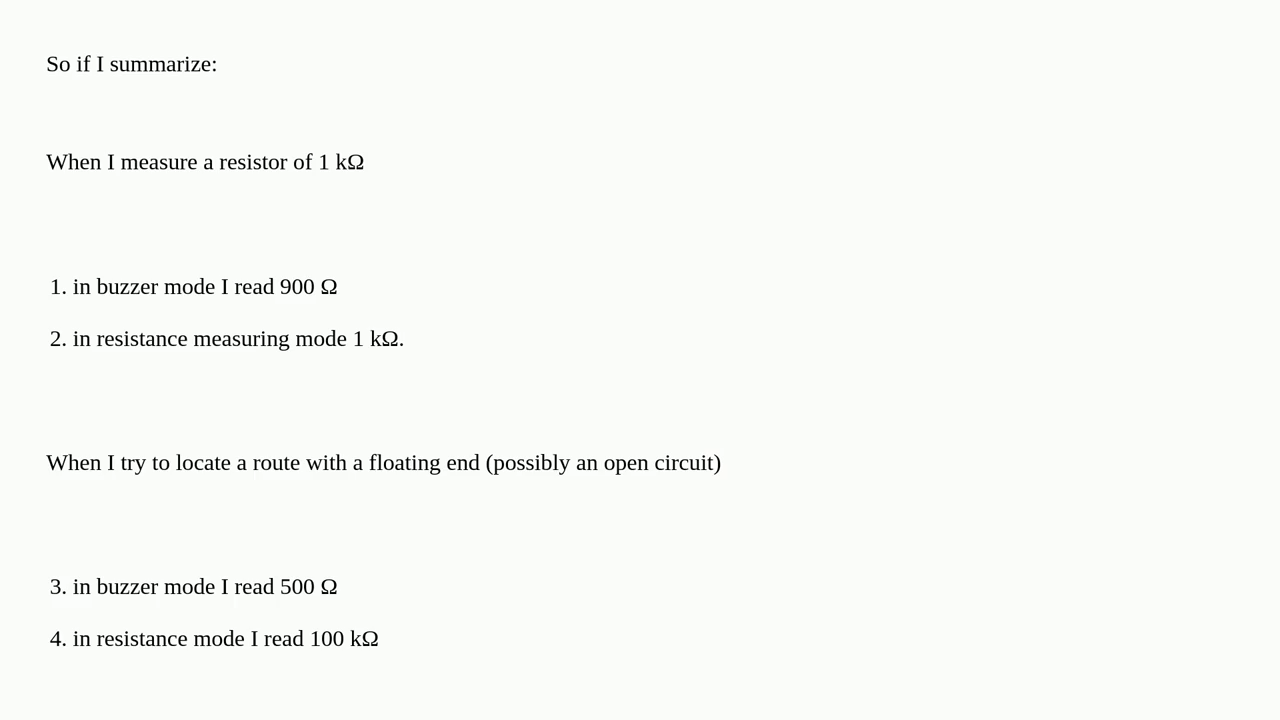 So if I summarize:
When I measure a resistor of 1 kΩ
1. in buzzer mode I read 900 Ω
2. in resistance measuring mode 1 kΩ.
When I try to locate a route with a floating end (possibly an open circuit)
3. in buzzer mode I read 500 Ω
4. in resistance mode I read 100 kΩ